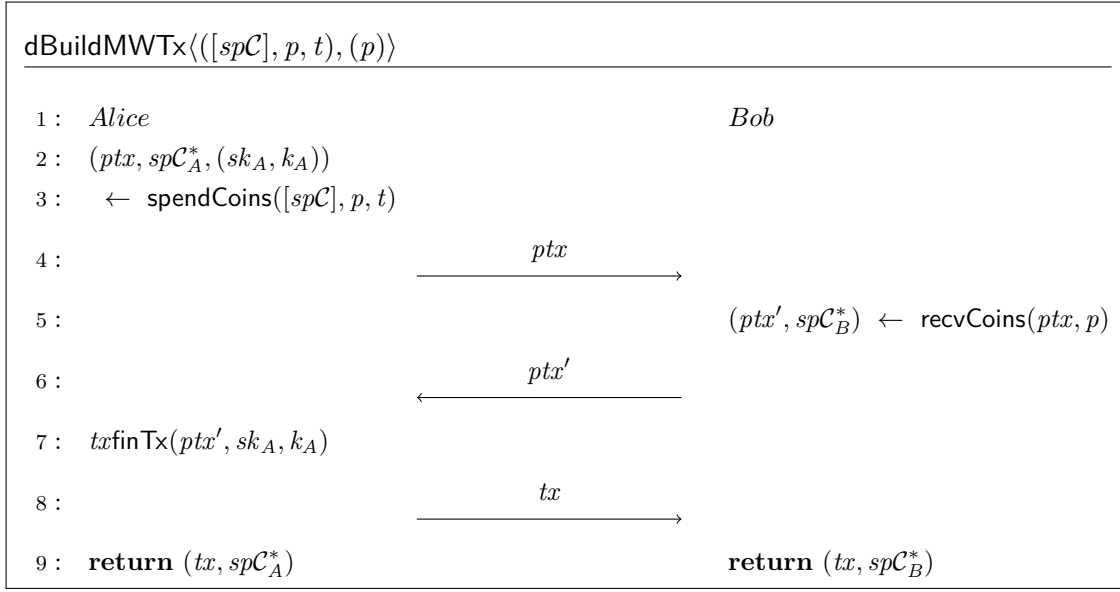 dBuildMWTx⟨([spC], p, t), (p)⟩
1 : Alice Bob
2 : (ptx, spC*_A, (sk_A, k_A))
3 : ← spendCoins([spC], p, t)
4 : ptx
5 : (ptx′, spC*_B) ← recvCoins(ptx, p)
6 : ptx′
7 : txfinTx(ptx′, sk_A, k_A)
8 : tx
9 : return (tx, spC*_A) return (tx, spC*_B)